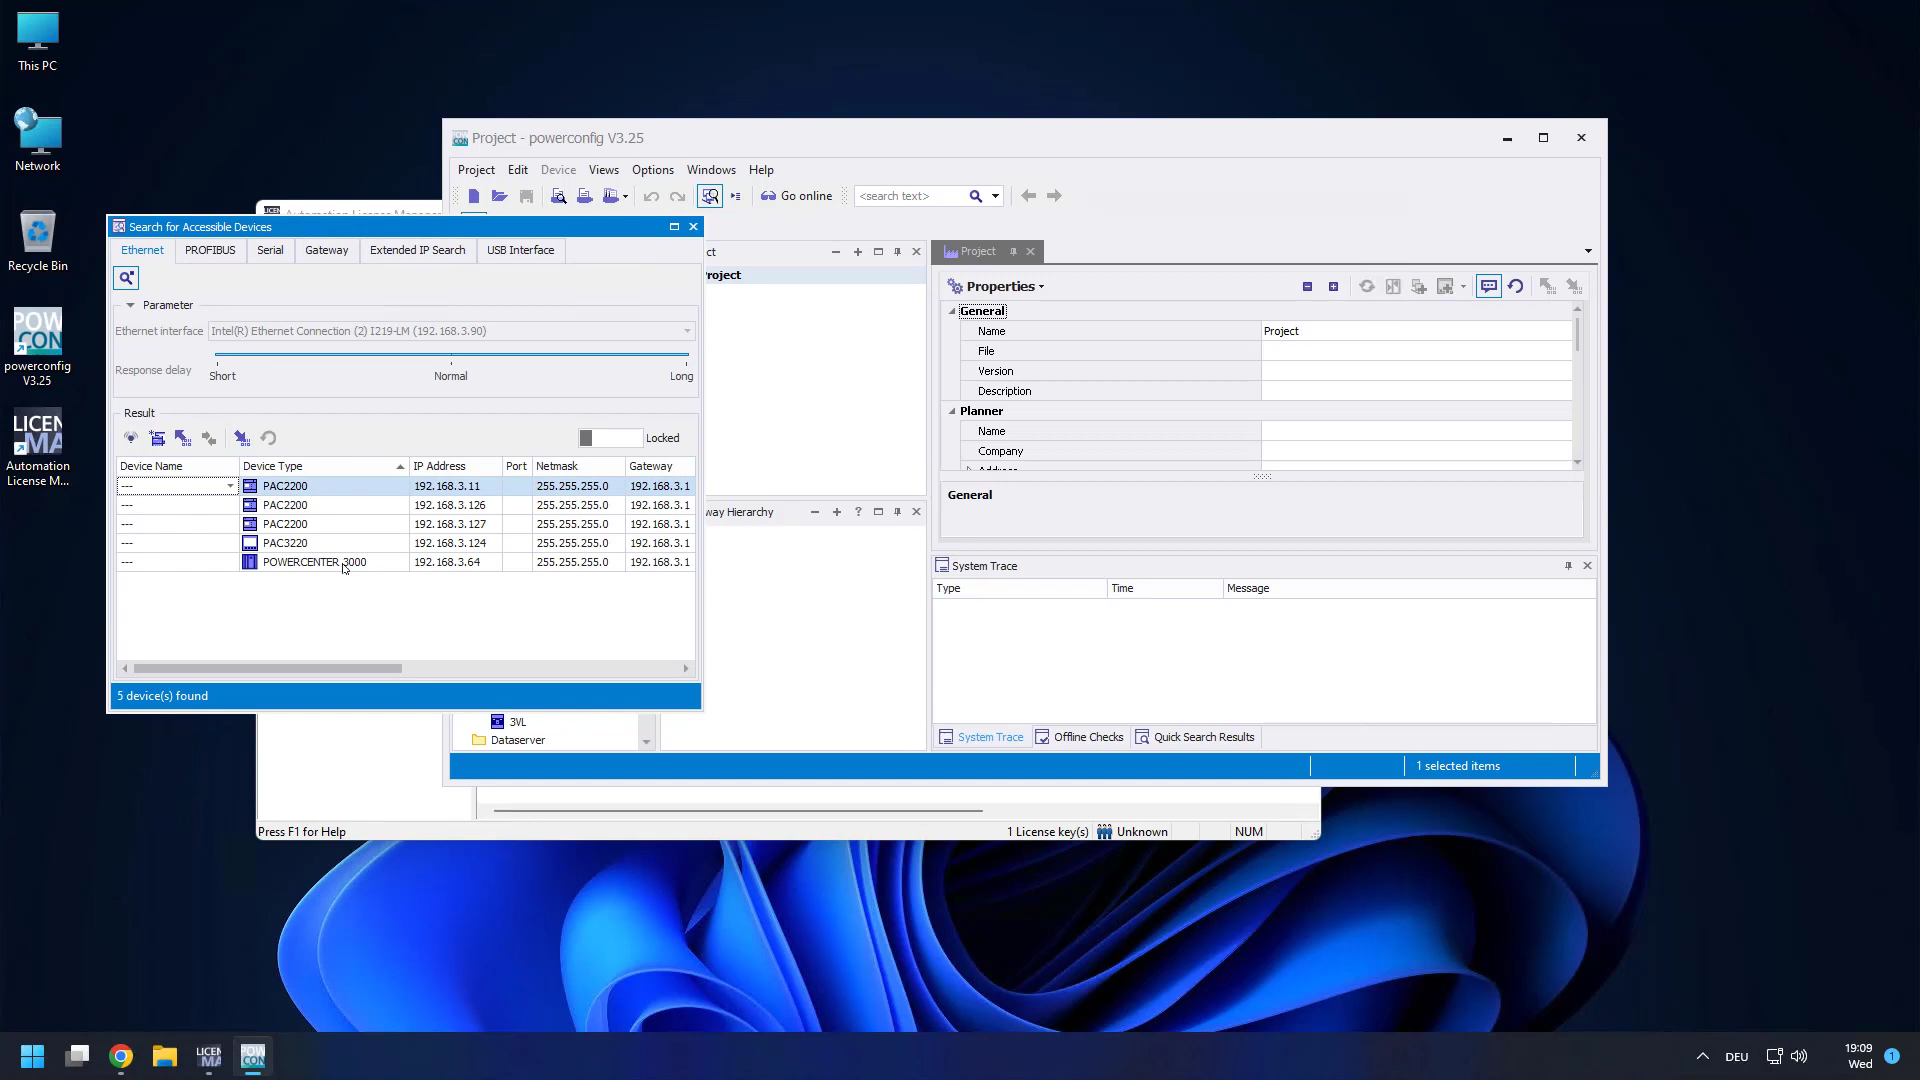 This PC
Network
Recycle Bin
POW
CON
powerconfig
V3.25
LICEN
MA
Automation
License M...
Project - powerconfig V3.25
Project Edit Device Views Options Windows Help
Go online
<search text>
Search for Accessible Devices
Ethernet PROFIBUS Serial Gateway Extended IP Search USB Interface
Parameter
Ethernet interface Intel(R) Ethernet Connection (2) I219-LM (192.168.3.90)
Response delay
Short Normal Long
Result
Locked
Device Name Device Type IP Address Port Netmask Gateway
--- PAC2200 192.168.3.11 255.255.255.0 192.168.3.1
--- PAC2200 192.168.3.126 255.255.255.0 192.168.3.1
--- PAC2200 192.168.3.127 255.255.255.0 192.168.3.1
--- PAC3220 192.168.3.124 255.255.255.0 192.168.3.1
--- POWERCENTER 3000 192.168.3.64 255.255.255.0 192.168.3.1
5 device(s) found
ct
roject
way Hierarchy
3VL
Dataserver
Project
Properties
General
Name Project
File
Version
Description
Planner
Name
Company
General
System Trace
Type Time Message
System Trace Offline Checks Quick Search Results
1 selected items
Press F1 for Help 1 License key(s) Unknown NUM
LICEN
MA
POW
CON
DEU
19:09
Wed
1